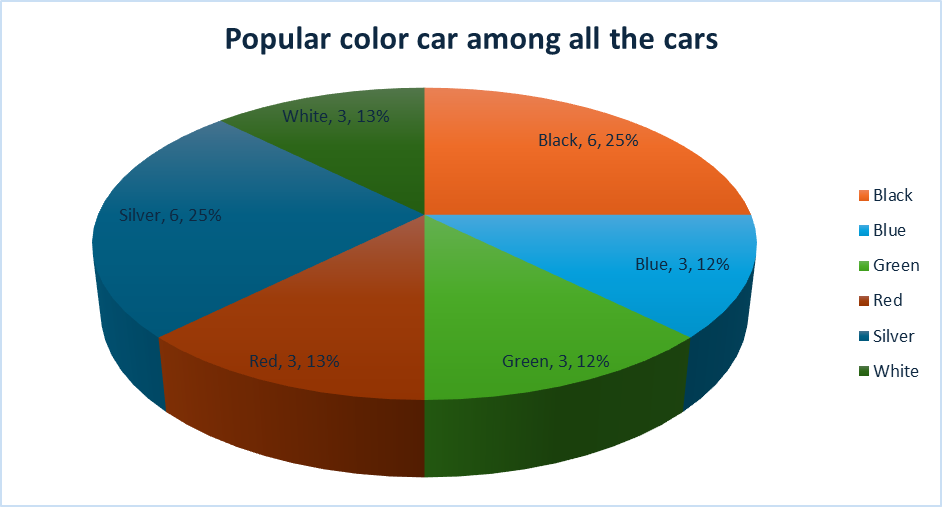 Popular color car among all the cars
White, 3, 13%
Black, 6, 25%
Silver, 6, 25%
Blue, 3, 12%
Red, 3, 13%
Green, 3, 12%
Black
Blue
Green
Red
Silver
White